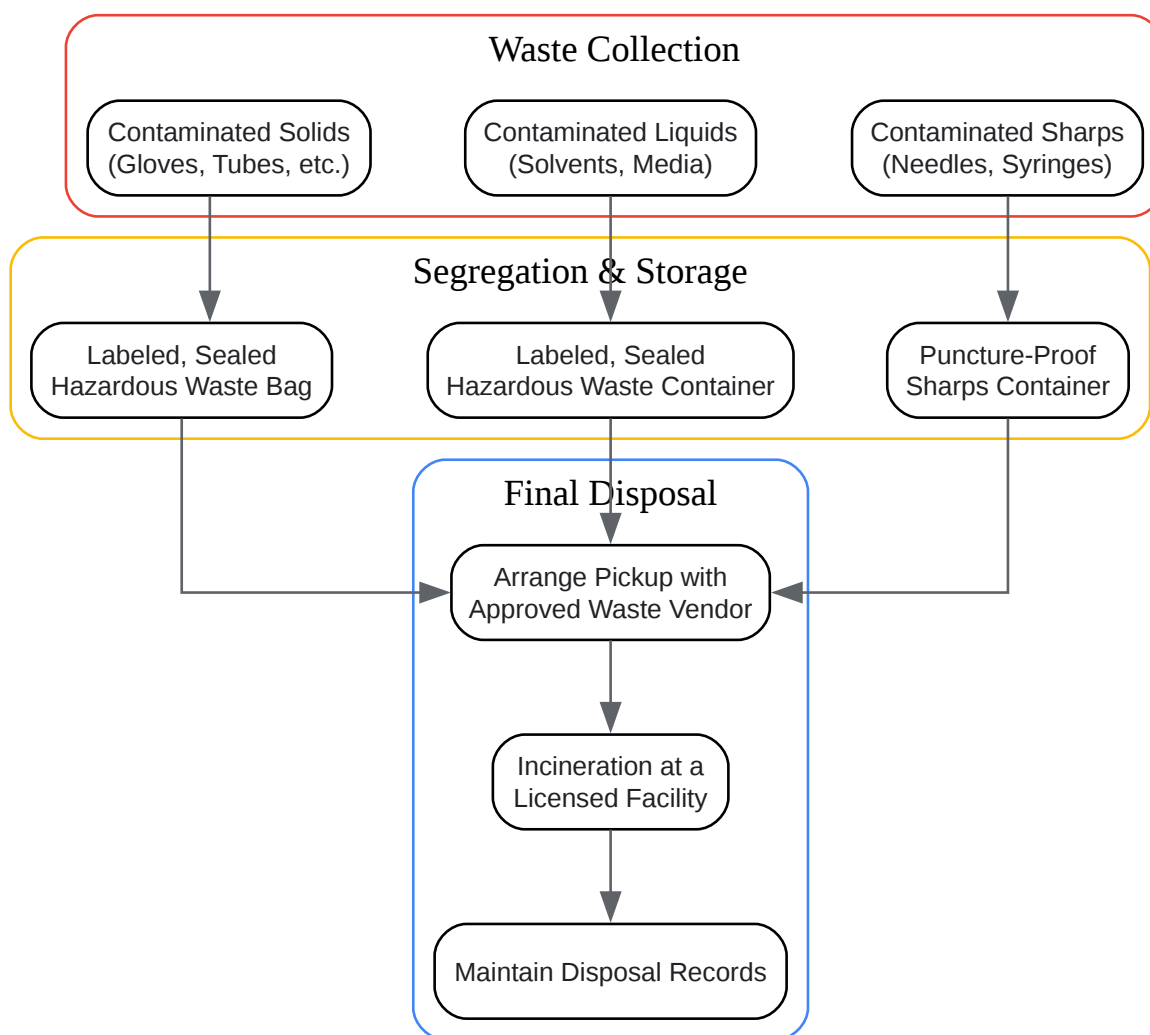 Waste Collection
Contaminated Solids
(Gloves, Tubes, etc.)
Contaminated Liquids
(Solvents, Media)
Contaminated Sharps
(Needles, Syringes)
Segregation & Storage
Labeled, Sealed
Hazardous Waste Bag
Labeled, Sealed
Hazardous Waste Container
Puncture-Proof
Sharps Container
Final Disposal
Arrange Pickup with
Approved Waste Vendor
Incineration at a
Licensed Facility
Maintain Disposal Records